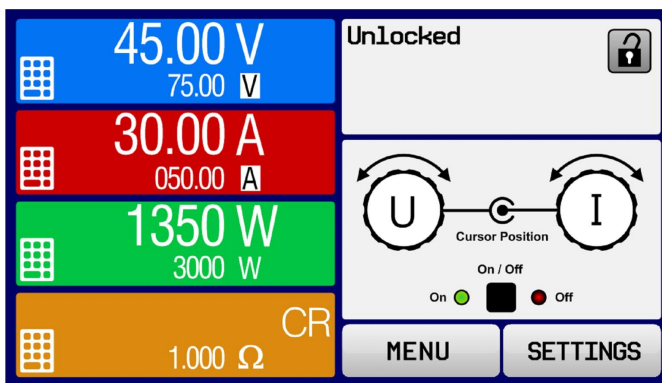 45.00 V
75.00 V
30.00 A
050.00 A
1350 W
3000 W
CR
1.000 Ω
Unlocked
U
I
Cursor Position
On / Off
On
Off
MENU
SETTINGS